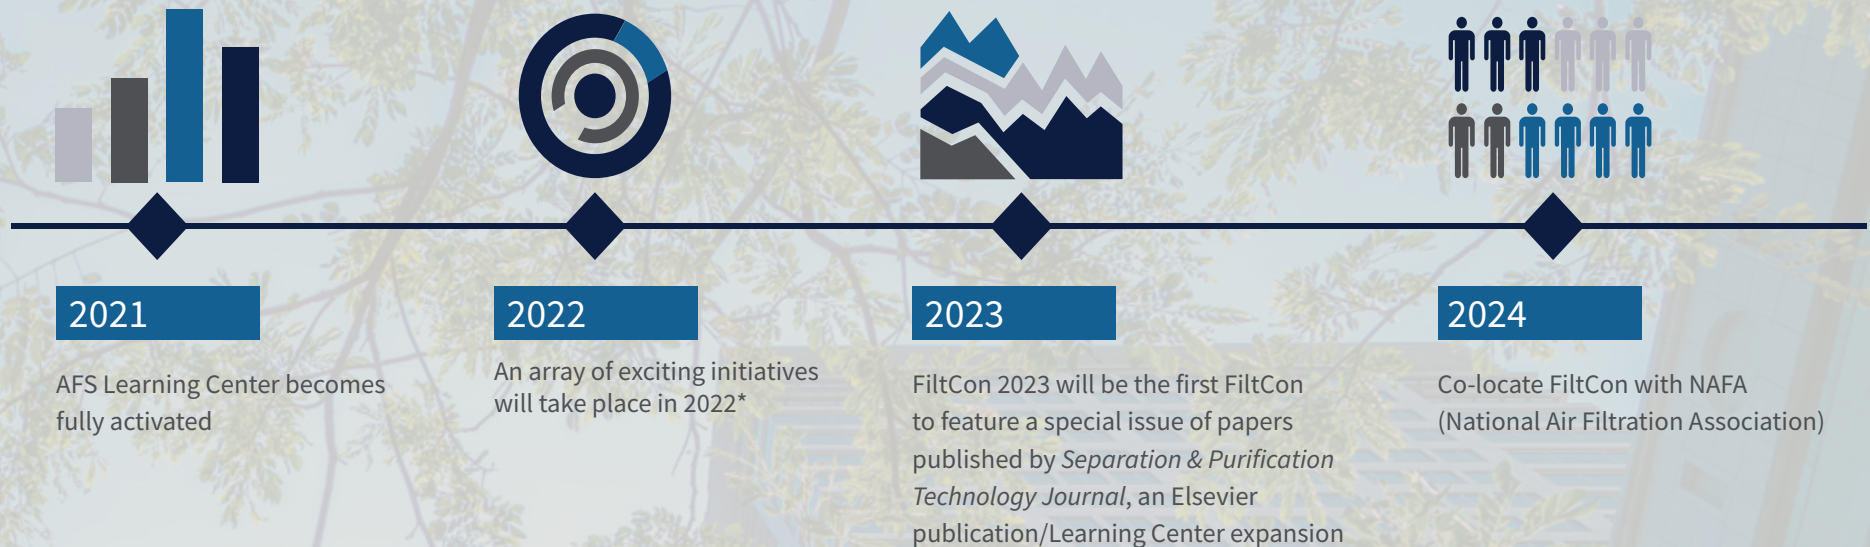 2021
AFS Learning Center becomes
fully activated
2022
An array of exciting initiatives
will take place in 2022*
2023
FiltCon 2023 will be the first FiltCon
to feature a special issue of papers
published by Separation & Purification
Technology Journal, an Elsevier
publication/Learning Center expansion
2024
Co-locate FiltCon with NAFA
(National Air Filtration Association)